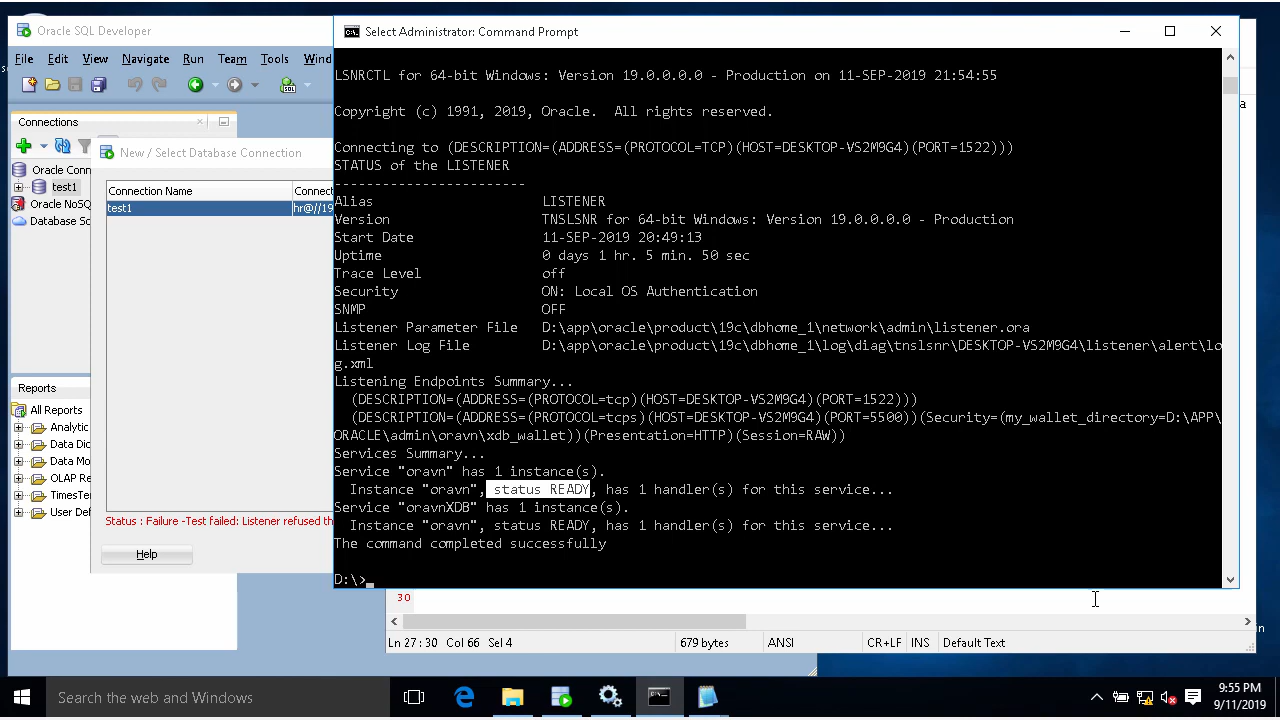 Oracle SQL Developer
File Edit View Navigate Run Team Tools Wind
Connections
Oracle Conn
test1
Oracle NoSQ
Database Sc
New / Select Database Connection
Connection Name Connect
test1 hr@//19
Status : Failure -Test failed: Listener refused th
Help
Reports
All Reports
Analytic
Data Dic
Data Mo
OLAP Re
TimesTen
User Def
Select Administrator: Command Prompt
LSNRCTL for 64-bit Windows: Version 19.0.0.0.0 - Production on 11-SEP-2019 21:54:55
Copyright (c) 1991, 2019, Oracle.  All rights reserved.
Connecting to (DESCRIPTION=(ADDRESS=(PROTOCOL=TCP)(HOST=DESKTOP-VS2M9G4)(PORT=1522)))
STATUS of the LISTENER
------------------------
Alias                     LISTENER
Version                   TNSLSNR for 64-bit Windows: Version 19.0.0.0.0 - Production
Start Date                11-SEP-2019 20:49:13
Uptime                    0 days 1 hr. 5 min. 50 sec
Trace Level               off
Security                  ON: Local OS Authentication
SNMP                      OFF
Listener Parameter File   D:\app\oracle\product\19c\dbhome_1\network\admin\listener.ora
Listener Log File         D:\app\oracle\product\19c\dbhome_1\log\diag\tnslsnr\DESKTOP-VS2M9G4\listener\alert\lo
g.xml
Listening Endpoints Summary...
  (DESCRIPTION=(ADDRESS=(PROTOCOL=tcp)(HOST=DESKTOP-VS2M9G4)(PORT=1522)))
  (DESCRIPTION=(ADDRESS=(PROTOCOL=tcps)(HOST=DESKTOP-VS2M9G4)(PORT=5500))(Security=(my_wallet_directory=D:\APP\
ORACLE\admin\oravn\xdb_wallet))(Presentation=HTTP)(Session=RAW))
Services Summary...
Service "oravn" has 1 instance(s).
  Instance "oravn", status READY, has 1 handler(s) for this service...
Service "oravnXDB" has 1 instance(s).
  Instance "oravn", status READY, has 1 handler(s) for this service...
The command completed successfully
D:\>
a
30
in
Ln 27 : 30 Col 66 Sel 4 679 bytes ANSI CR+LF INS Default Text
Search the web and Windows
9:55 PM
9/11/2019